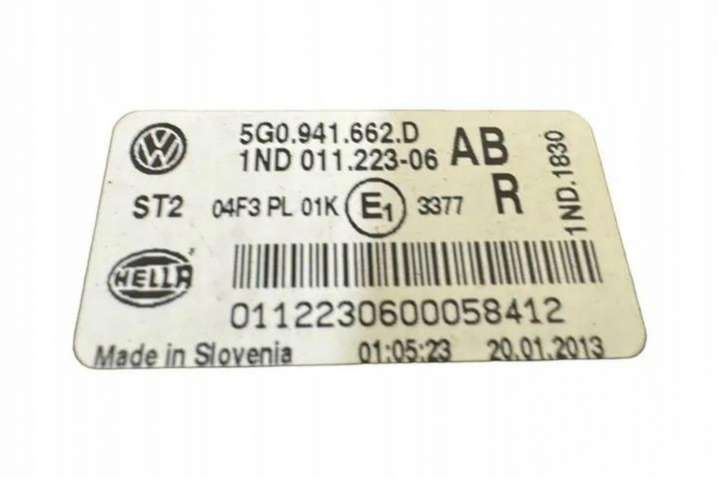 5G0.941.662.D AB
1ND 011.223-06
ST2 04F3 PL 01K E1 3377 R
1ND.1830
HELLA
0112230600058412
Made in Slovenia 01:05:23 20.01.2013